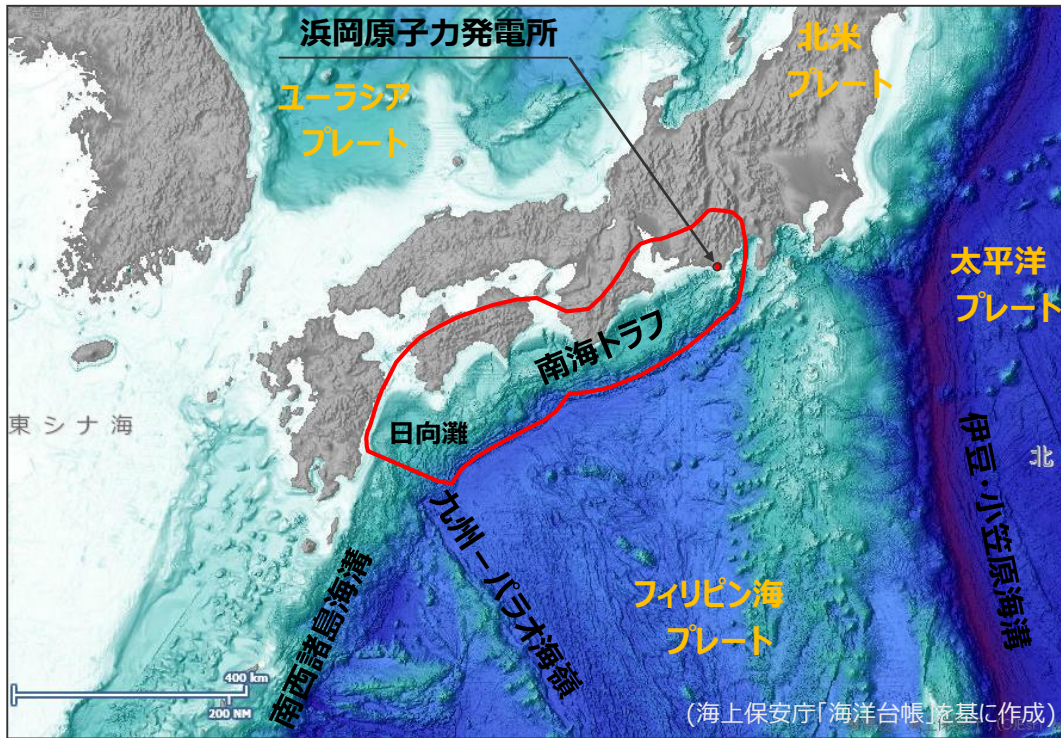 浜岡原子力発電所
北米
プレート
ユーラシア
プレート
太平洋
プレート
南海トラフ
東シナ海
日向灘
北
伊豆・小笠原海溝
九州－パラオ海嶺
南西諸島海溝
フィリピン海
プレート
400 km
200 NM
(海上保安庁「海洋台帳」を基に作成)